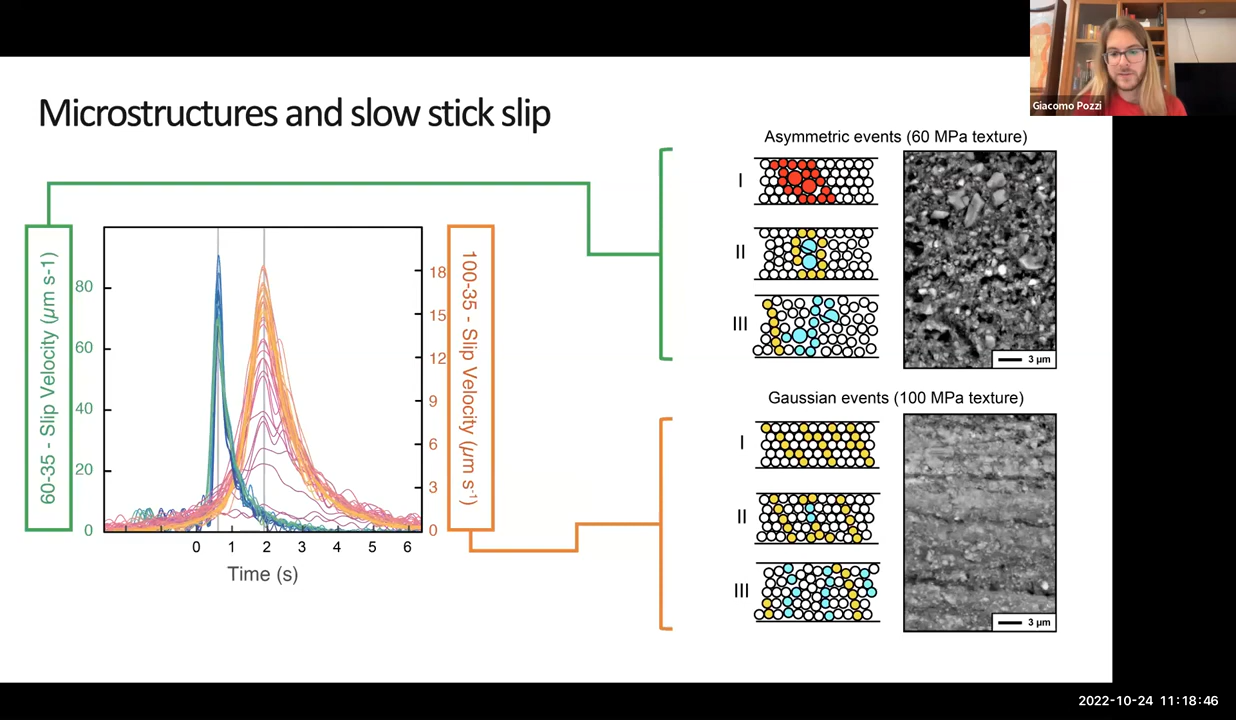 Giacomo Pozzi
Microstructures and slow stick slip
60-35 - Slip Velocity (µm s-1)
80
60
40
20
0
18
15
12
9
6
3
0
100-35 - Slip Velocity (µm s-1)
0 1 2 3 4 5 6
Time (s)
Asymmetric events (60 MPa texture)
I
II
III
3 µm
Gaussian events (100 MPa texture)
I
II
III
3 µm
2022-10-24 11:18:46